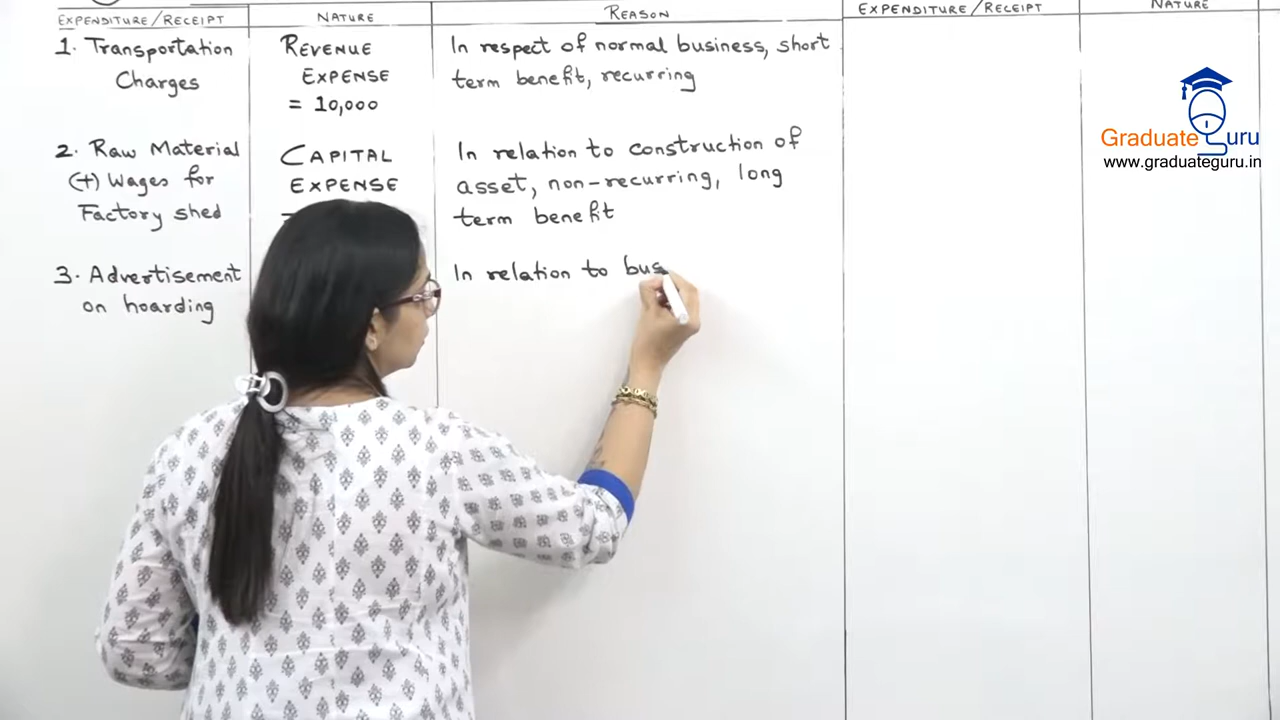 EXPENDITURE/RECEIPT NATURE REASON EXPENDITURE/RECEIPT NATURE
1. Transportation Charges
REVENUE EXPENSE = 10,000
In respect of normal business, short
term benefit, recurring
2. Raw Material
(+) Wages for
Factory shed
CAPITAL
EXPENSE
In relation to construction of
asset, non-recurring, long
term benefit
3. Advertisement
on hoarding
In relation to bus
GraduateGuru
www.graduateguru.in